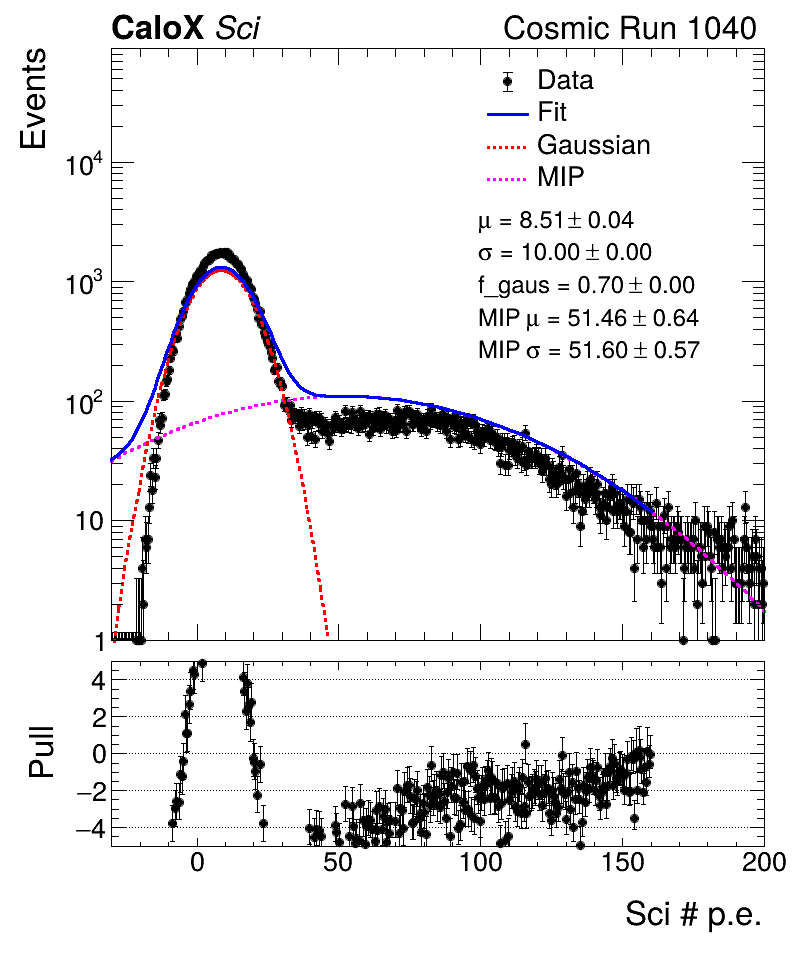 CaloX Sci Cosmic Run 1040
Events
Data
Fit
Gaussian
MIP
μ = 8.51 ± 0.04
σ = 10.00 ± 0.00
f_gaus = 0.70 ± 0.00
MIP μ = 51.46 ± 0.64
MIP σ = 51.60 ± 0.57
10⁴
10³
10²
10
1
Pull
4
2
0
−2
−4
0 50 100 150 200
Sci # p.e.